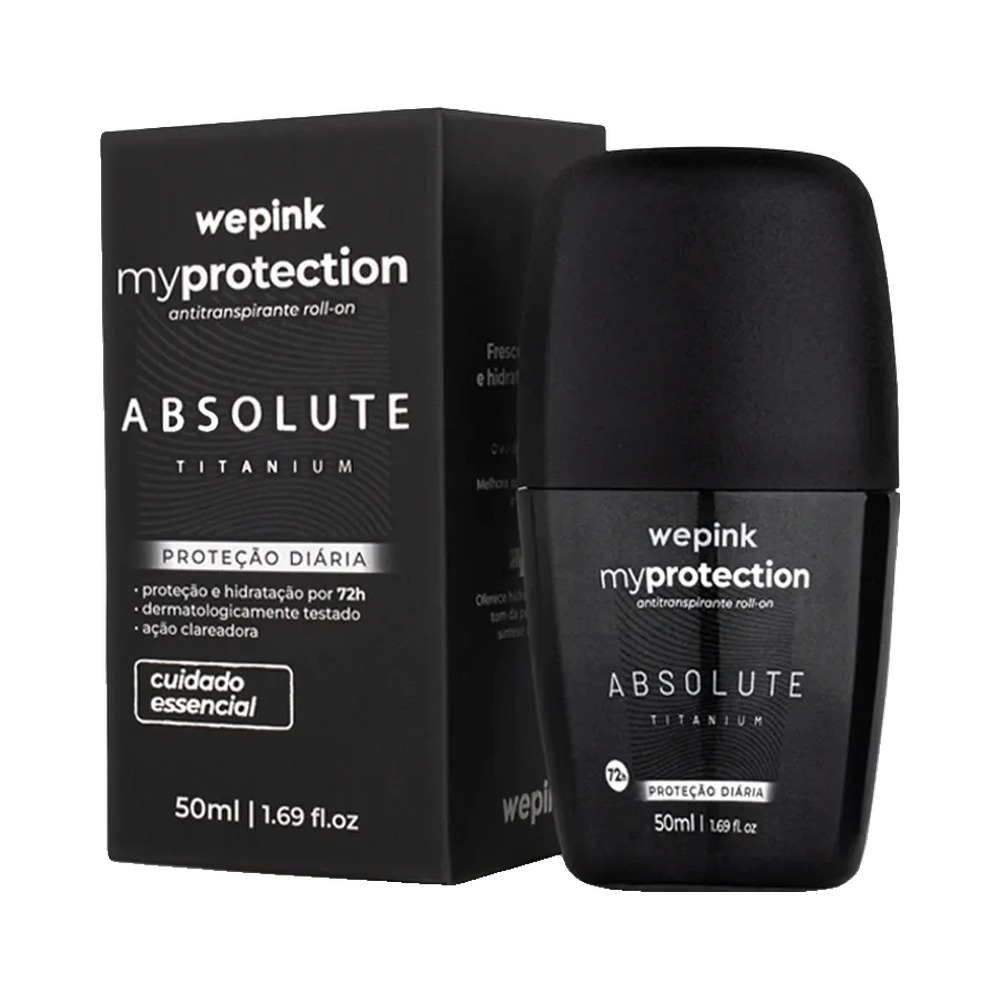 wepink
myprotection
antitranspirante roll-on
ABSOLUTE
TITANIUM
PROTEÇÃO DIÁRIA
· proteção e hidratação por 72h
· dermatologicamente testado
· ação clareadora
cuidado
essencial
50ml | 1.69 fl.oz
e
Melhora
Oferece
wepink
myprotection
antitranspirante roll-on
ABSOLUTE
TITANIUM
72h
PROTEÇÃO DIÁRIA
50ml | 1.69 fl. oz